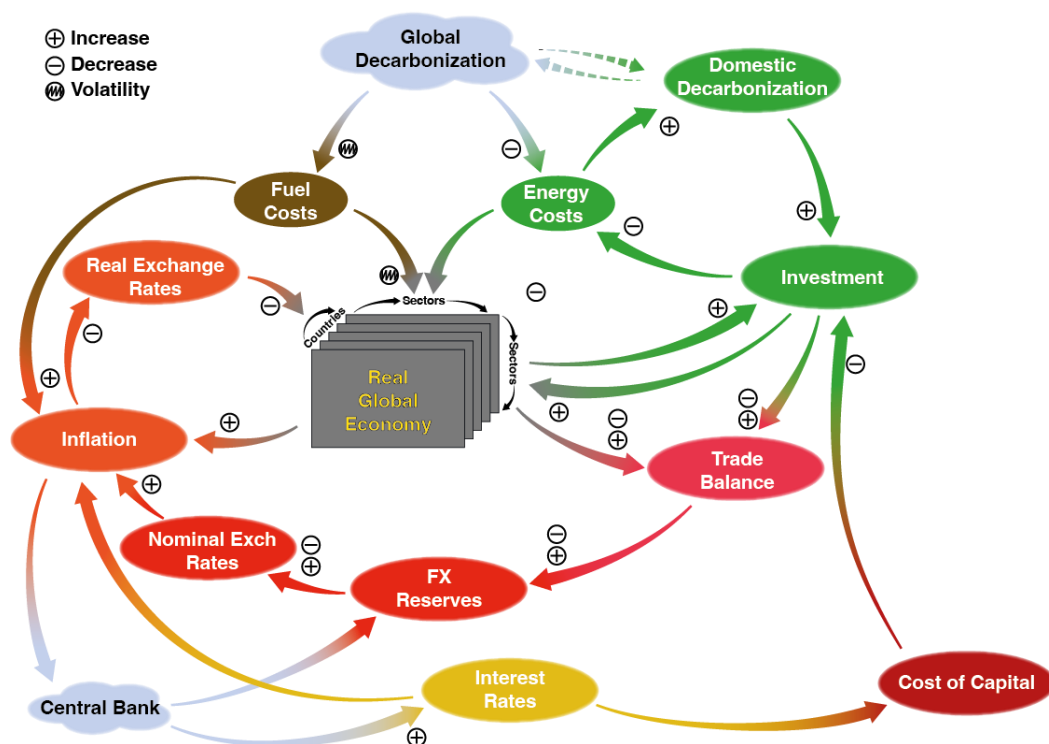 Increase
Decrease
Volatility
Global
Decarbonization
Domestic
Decarbonization
Fuel
Costs
Energy
Costs
Real Exchange
Rates
Investment
Countries
Sectors
Sectors
Real
Global
Economy
Inflation
Trade
Balance
Nominal Exch
Rates
FX
Reserves
Central Bank
Interest
Rates
Cost of Capital